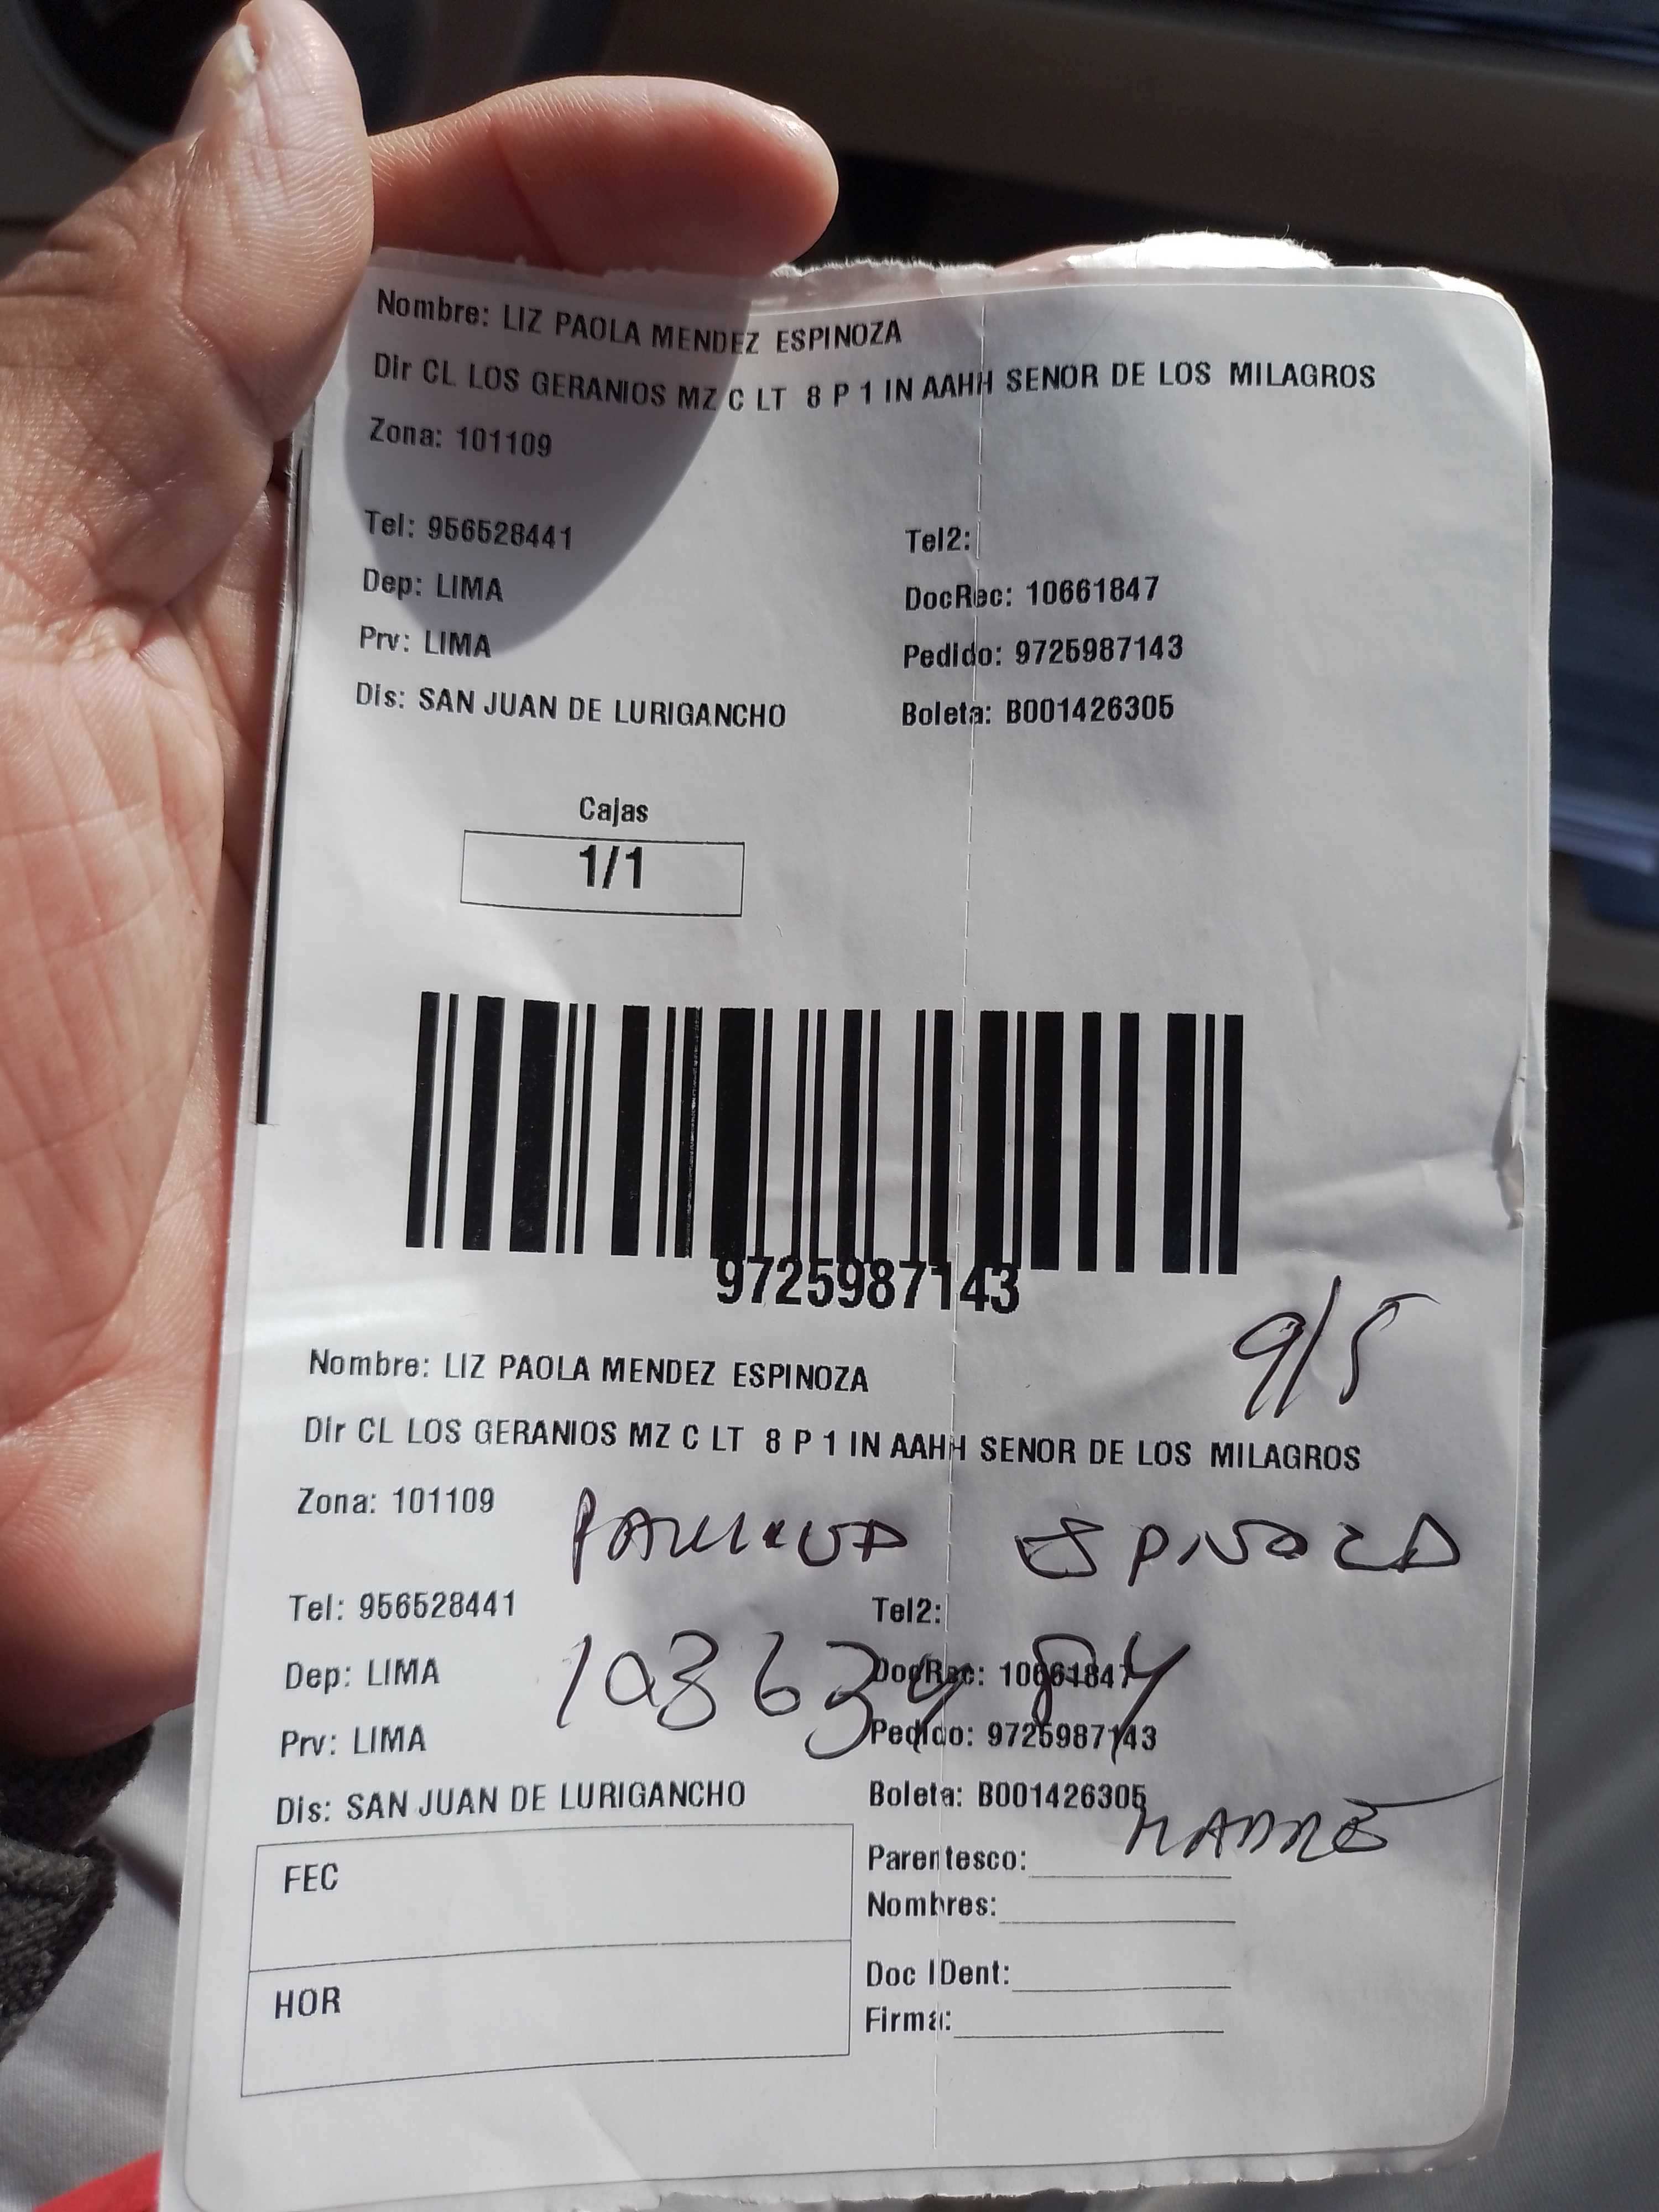 Nombre: LIZ PAOLA MENDEZ ESPINOZA
Dir CL LOS GERANIOS MZ C LT 8 P 1 IN AAHH SENOR DE LOS MILAGROS
Zona: 101109
Tel: 956528441 Tel2:
Dep: LIMA DocRec: 10661847
Prv: LIMA Pedido: 9725987143
Dis: SAN JUAN DE LURIGANCHO Boleta: B001426305
Cajas
1/1
9725987143
9/5
Nombre: LIZ PAOLA MENDEZ ESPINOZA
Dir CL LOS GERANIOS MZ C LT 8 P 1 IN AAHH SENOR DE LOS MILAGROS
Zona: 101109
ESPINOZA
Tel: 956528441 Tel2:
Dep: LIMA DocRec: 10661847
Prv: LIMA Pedido: 9725987143
Dis: SAN JUAN DE LURIGANCHO Boleta: B001426305
MADRE
FEC Parentesco:
Nombres:
HOR Doc IDent:
Firma: